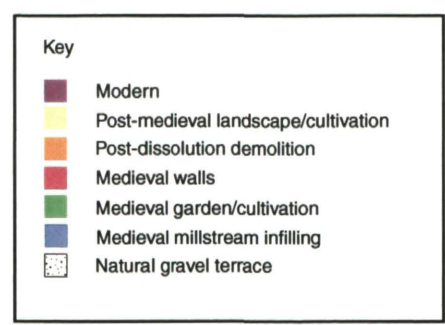 Key
Modern
Post-medieval landscape/cultivation
Post-dissolution demolition
Medieval walls
Medieval garden/cultivation
Medieval millstream infilling
Natural gravel terrace